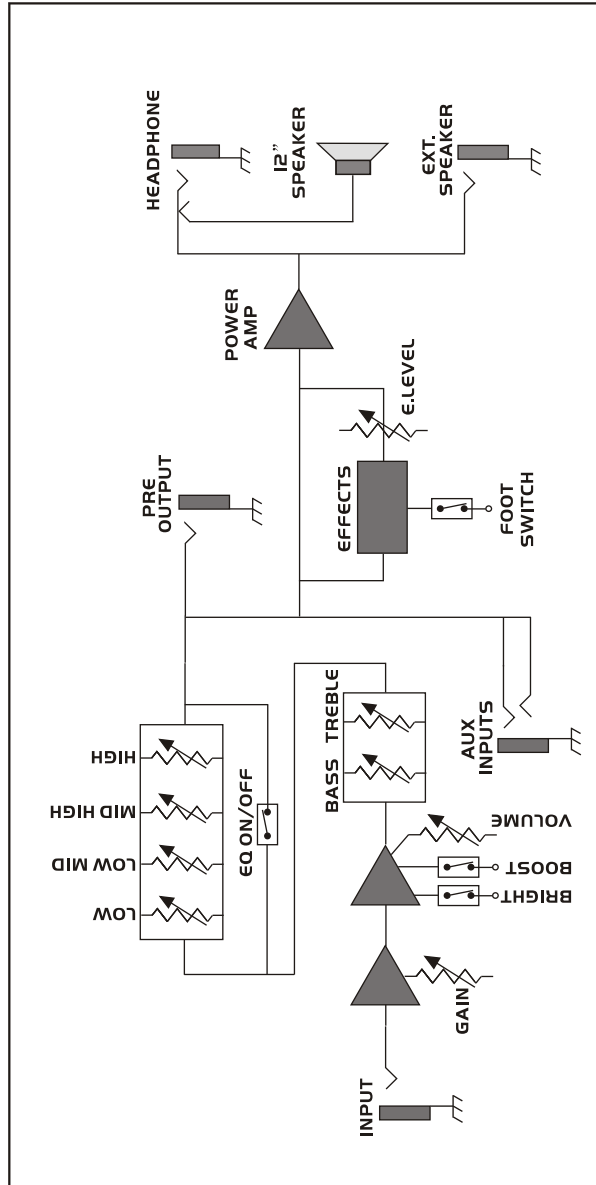 INPUT
GAIN
BRIGHT
BOOST
VOLUME
BASS
TREBLE
LOW
LOW MID
MID HIGH
HIGH
EQ ON/OFF
AUX
INPUTS
PRE
OUTPUT
EFFECTS
FOOT
SWITCH
E.LEVEL
POWER
AMP
HEADPHONE
12"
SPEAKER
EXT.
SPEAKER